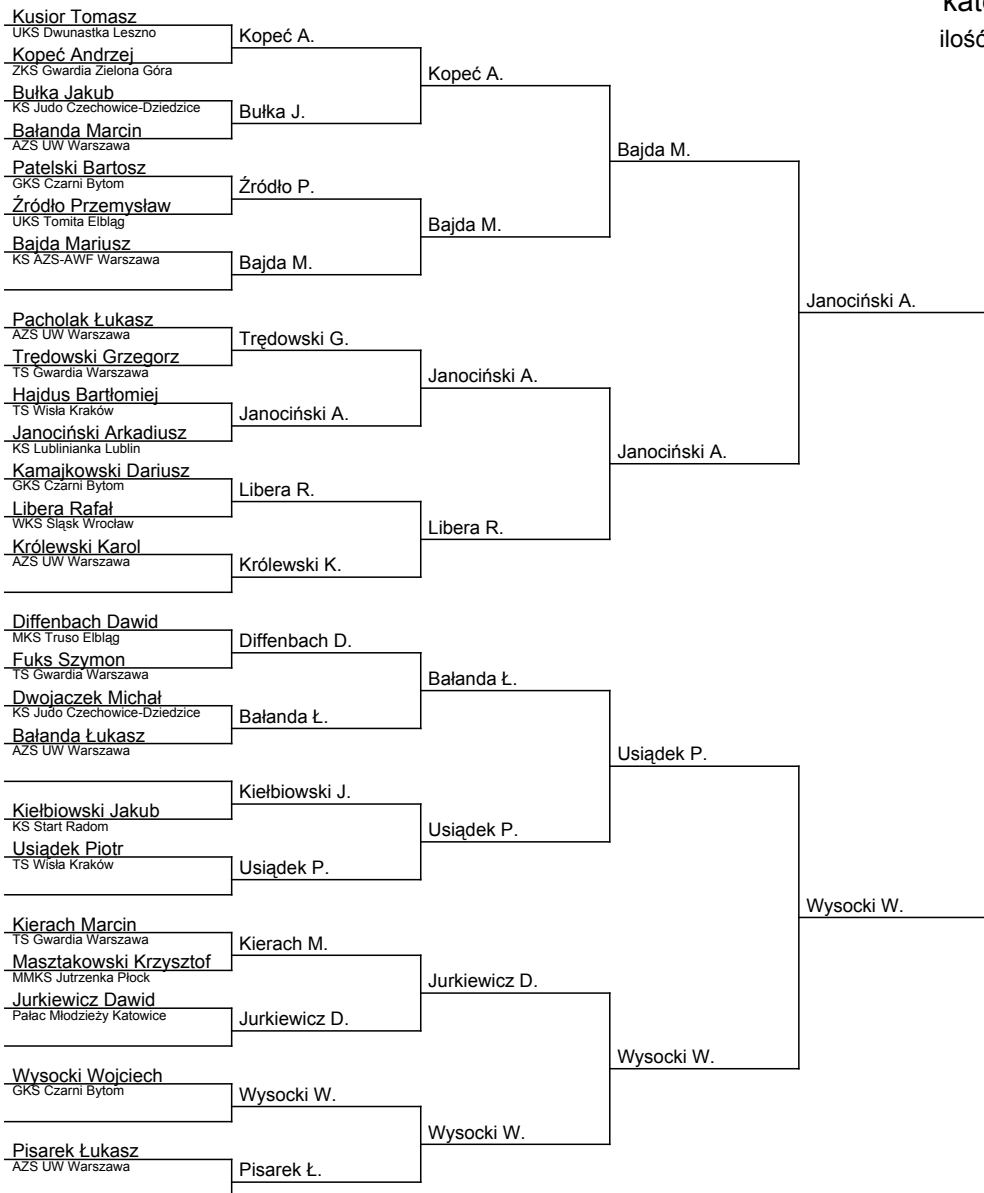 kate
ilość
Kusior Tomasz
UKS Dwunastka Leszno
Kopeć Andrzej
ZKS Gwardia Zielona Góra
Bułka Jakub
KS Judo Czechowice-Dziedzice
Bałanda Marcin
AZS UW Warszawa
Patelski Bartosz
GKS Czarni Bytom
Źródło Przemysław
UKS Tomita Elbląg
Bajda Mariusz
KS AZS-AWF Warszawa
Pacholak Łukasz
AZS UW Warszawa
Trędowski Grzegorz
TS Gwardia Warszawa
Hajdus Bartłomiej
TS Wisła Kraków
Janociński Arkadiusz
KS Lublinianka Lublin
Kamajkowski Dariusz
GKS Czarni Bytom
Libera Rafał
WKS Śląsk Wrocław
Królewski Karol
AZS UW Warszawa
Diffenbach Dawid
MKS Truso Elbląg
Fuks Szymon
TS Gwardia Warszawa
Dwojaczek Michał
KS Judo Czechowice-Dziedzice
Bałanda Łukasz
AZS UW Warszawa
Kiełbiowski Jakub
KS Start Radom
Usiądek Piotr
TS Wisła Kraków
Kierach Marcin
TS Gwardia Warszawa
Masztakowski Krzysztof
MMKS Jutrzenka Płock
Jurkiewicz Dawid
Pałac Młodzieży Katowice
Wysocki Wojciech
GKS Czarni Bytom
Pisarek Łukasz
AZS UW Warszawa
Kopeć A.
Bułka J.
Źródło P.
Bajda M.
Trędowski G.
Janociński A.
Libera R.
Królewski K.
Diffenbach D.
Bałanda Ł.
Kiełbiowski J.
Usiądek P.
Kierach M.
Jurkiewicz D.
Wysocki W.
Pisarek Ł.
Kopeć A.
Bajda M.
Janociński A.
Libera R.
Bałanda Ł.
Usiądek P.
Jurkiewicz D.
Wysocki W.
Bajda M.
Janociński A.
Usiądek P.
Wysocki W.
Janociński A.
Wysocki W.